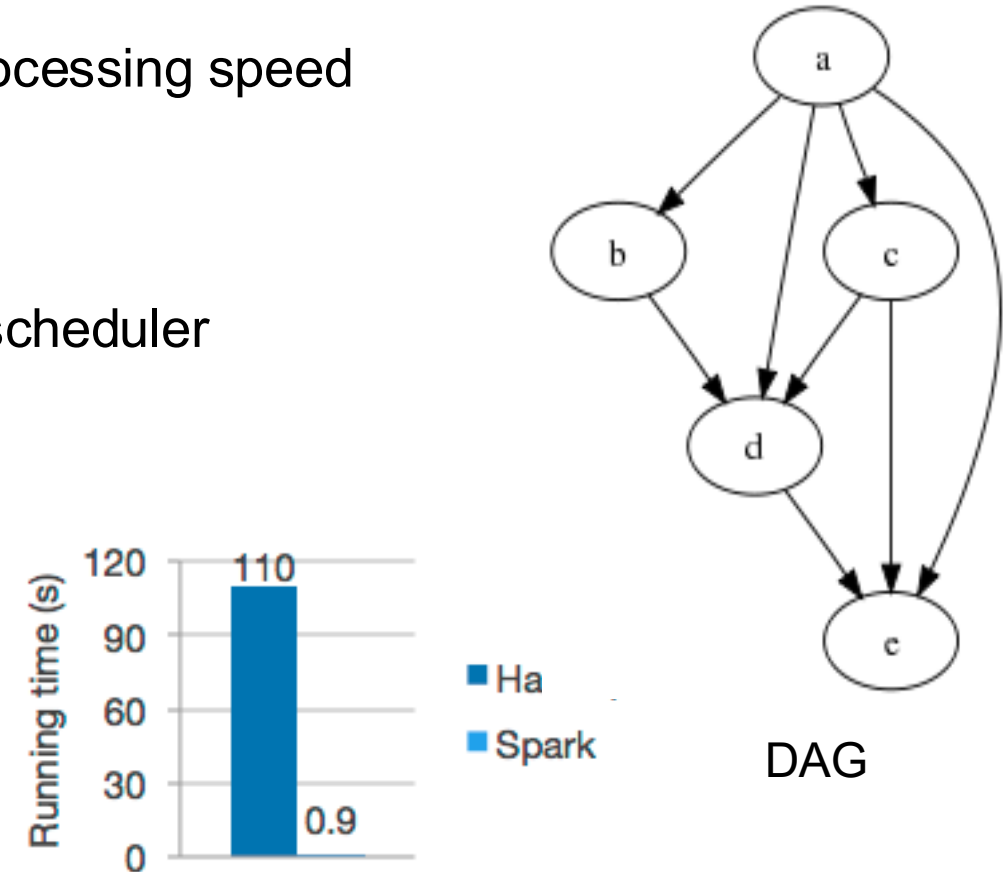 ocessing speed
scheduler
a
b
c
d
e
DAG
Running time (s)
120
90
60
30
0
110
0.9
Ha
Spark